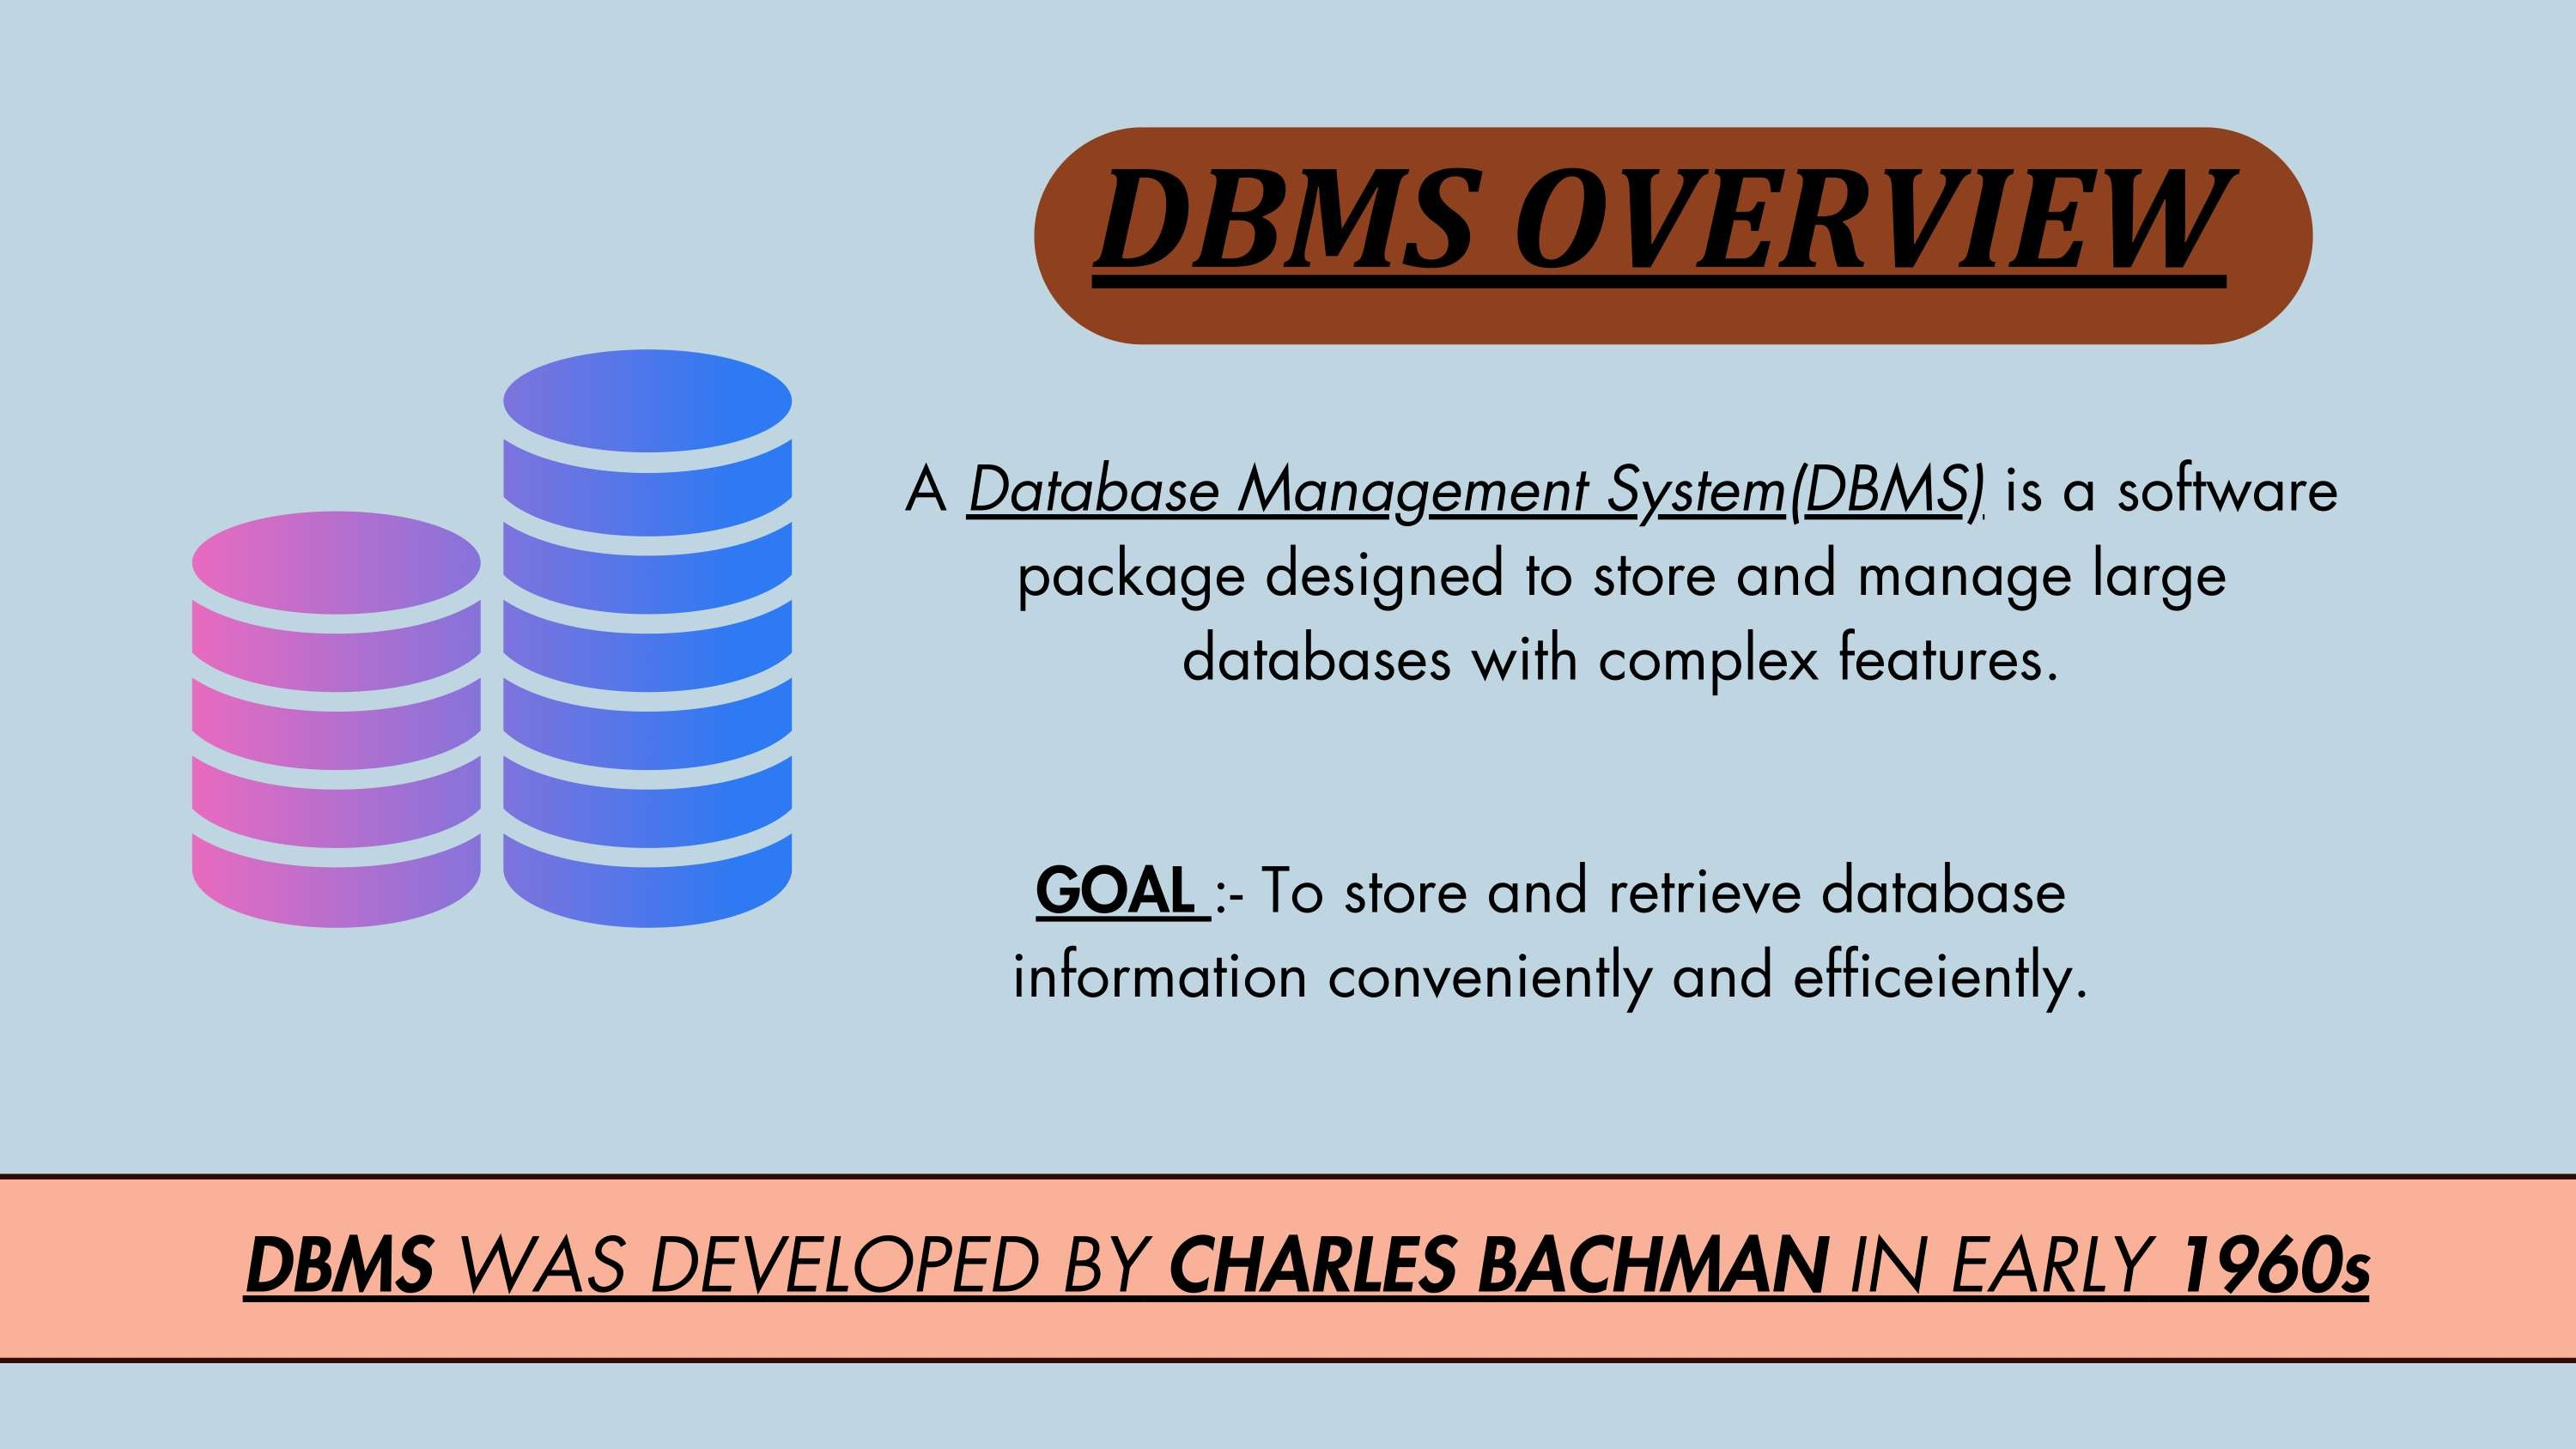 DBMS OVERVIEW
A Database Management System(DBMS) is a software
package designed to store and manage large
databases with complex features.
GOAL :- To store and retrieve database
information conveniently and efficeiently.
DBMS WAS DEVELOPED BY CHARLES BACHMAN IN EARLY 1960s